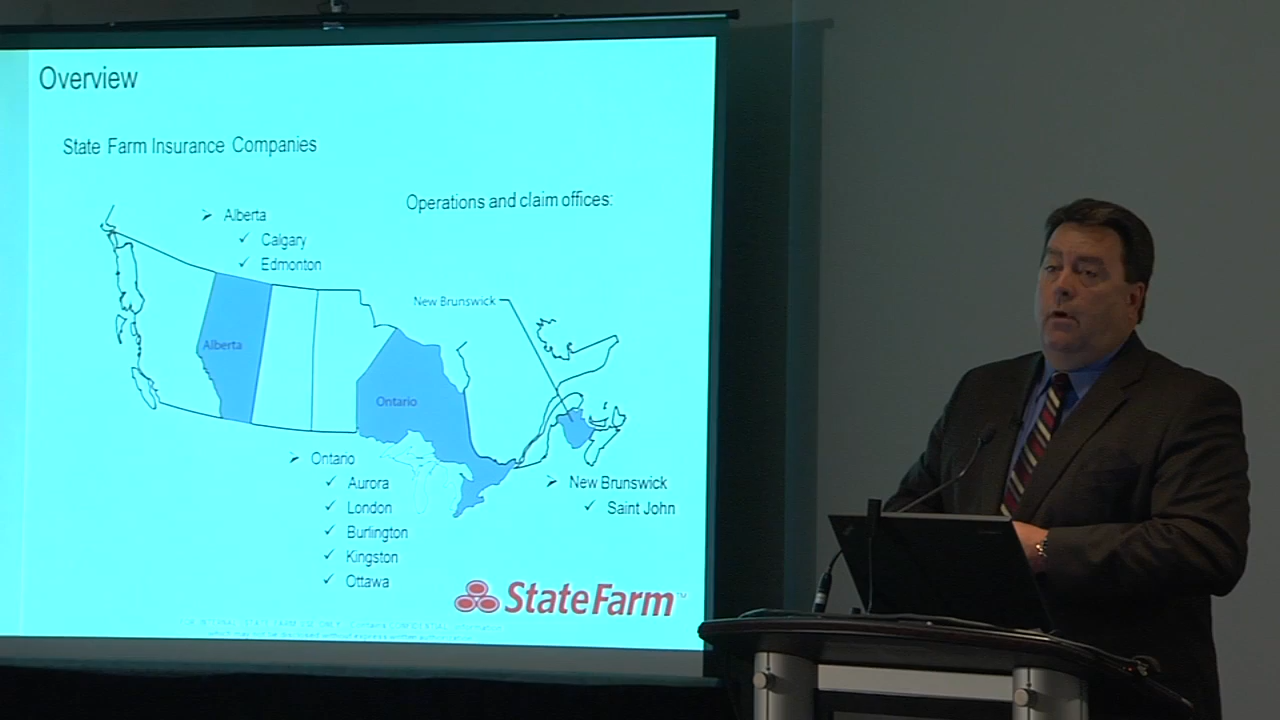 Overview
State Farm Insurance Companies
Operations and claim offices:
Alberta
Calgary
Edmonton
New Brunswick
Alberta
Ontario
Ontario
Aurora
London
Burlington
Kingston
Ottawa
New Brunswick
Saint John
StateFarm™